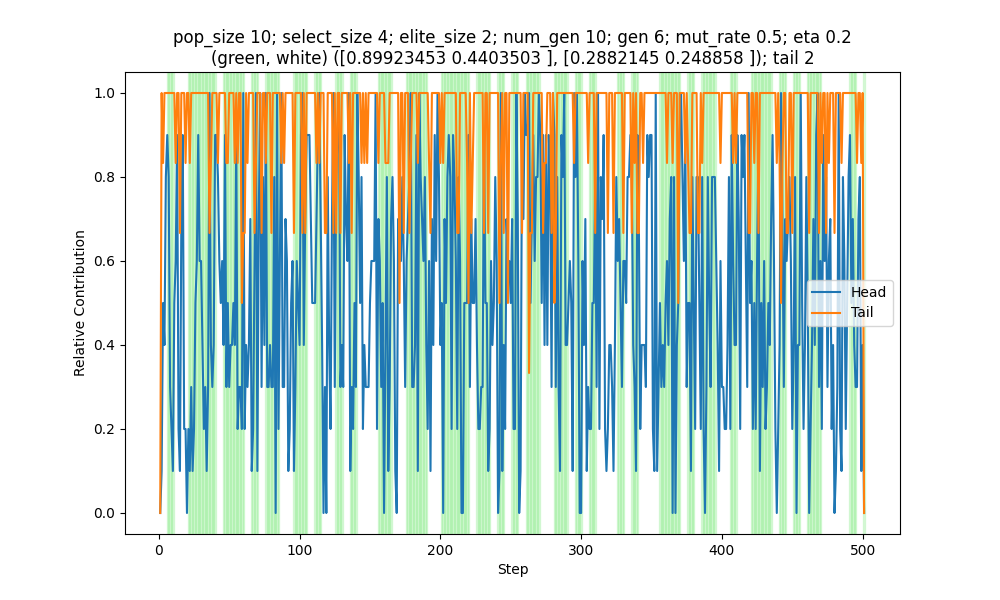 pop_size 10; select_size 4; elite_size 2; num_gen 10; gen 6; mut_rate 0.5; eta 0.2
(green, white) ([0.89923453 0.4403503 ], [0.2882145 0.248858 ]); tail 2
1.0
0.8
0.6
0.4
0.2
0.0
Relative Contribution
Head
Tail
0
100
200
300
400
500
Step